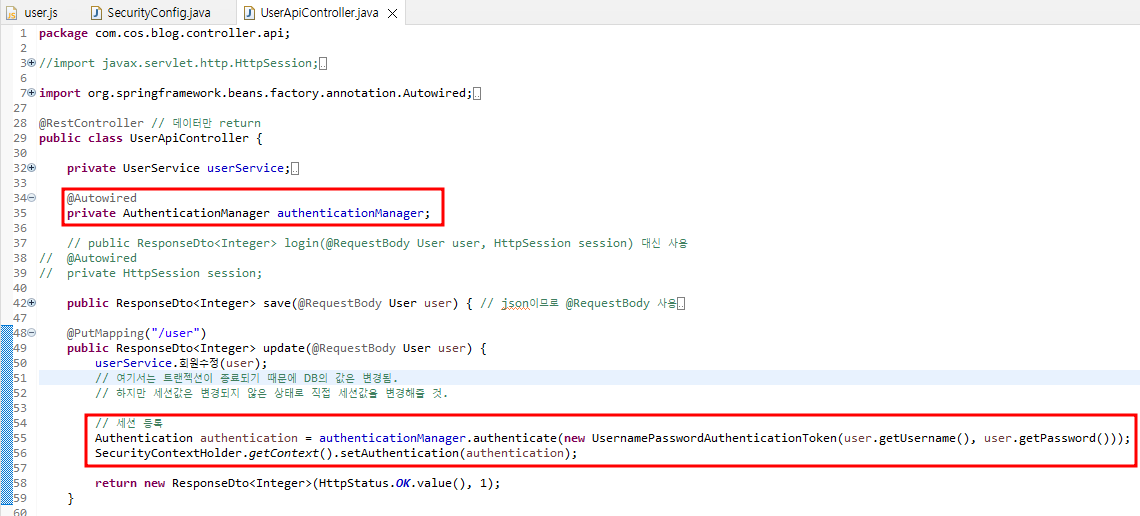 user.js SecurityConfig.java UserApiController.java
1 package com.cos.blog.controller.api;
2
3 //import javax.servlet.http.HttpSession;
6
7 import org.springframework.beans.factory.annotation.Autowired;
27
28 @RestController // 데이터만 return
29 public class UserApiController {
30
32 private UserService userService;
33
34 @Autowired
35 private AuthenticationManager authenticationManager;
36
37 // public ResponseDto<Integer> login(@RequestBody User user, HttpSession session) 대신 사용
38 // @Autowired
39 // private HttpSession session;
40
42 public ResponseDto<Integer> save(@RequestBody User user) { // json이므로 @RequestBody 사용
47
48 @PutMapping("/user")
49 public ResponseDto<Integer> update(@RequestBody User user) {
50 userService.회원수정(user);
51 // 여기서는 트랜젝션이 종료되기 때문에 DB의 값은 변경됨.
52 // 하지만 세션값은 변경되지 않은 상태로 직접 세션값을 변경해줄 것.
53
54 // 세션 등록
55 Authentication authentication = authenticationManager.authenticate(new UsernamePasswordAuthenticationToken(user.getUsername(), user.getPassword()));
56 SecurityContextHolder.getContext().setAuthentication(authentication);
57
58 return new ResponseDto<Integer>(HttpStatus.OK.value(), 1);
59 }
60